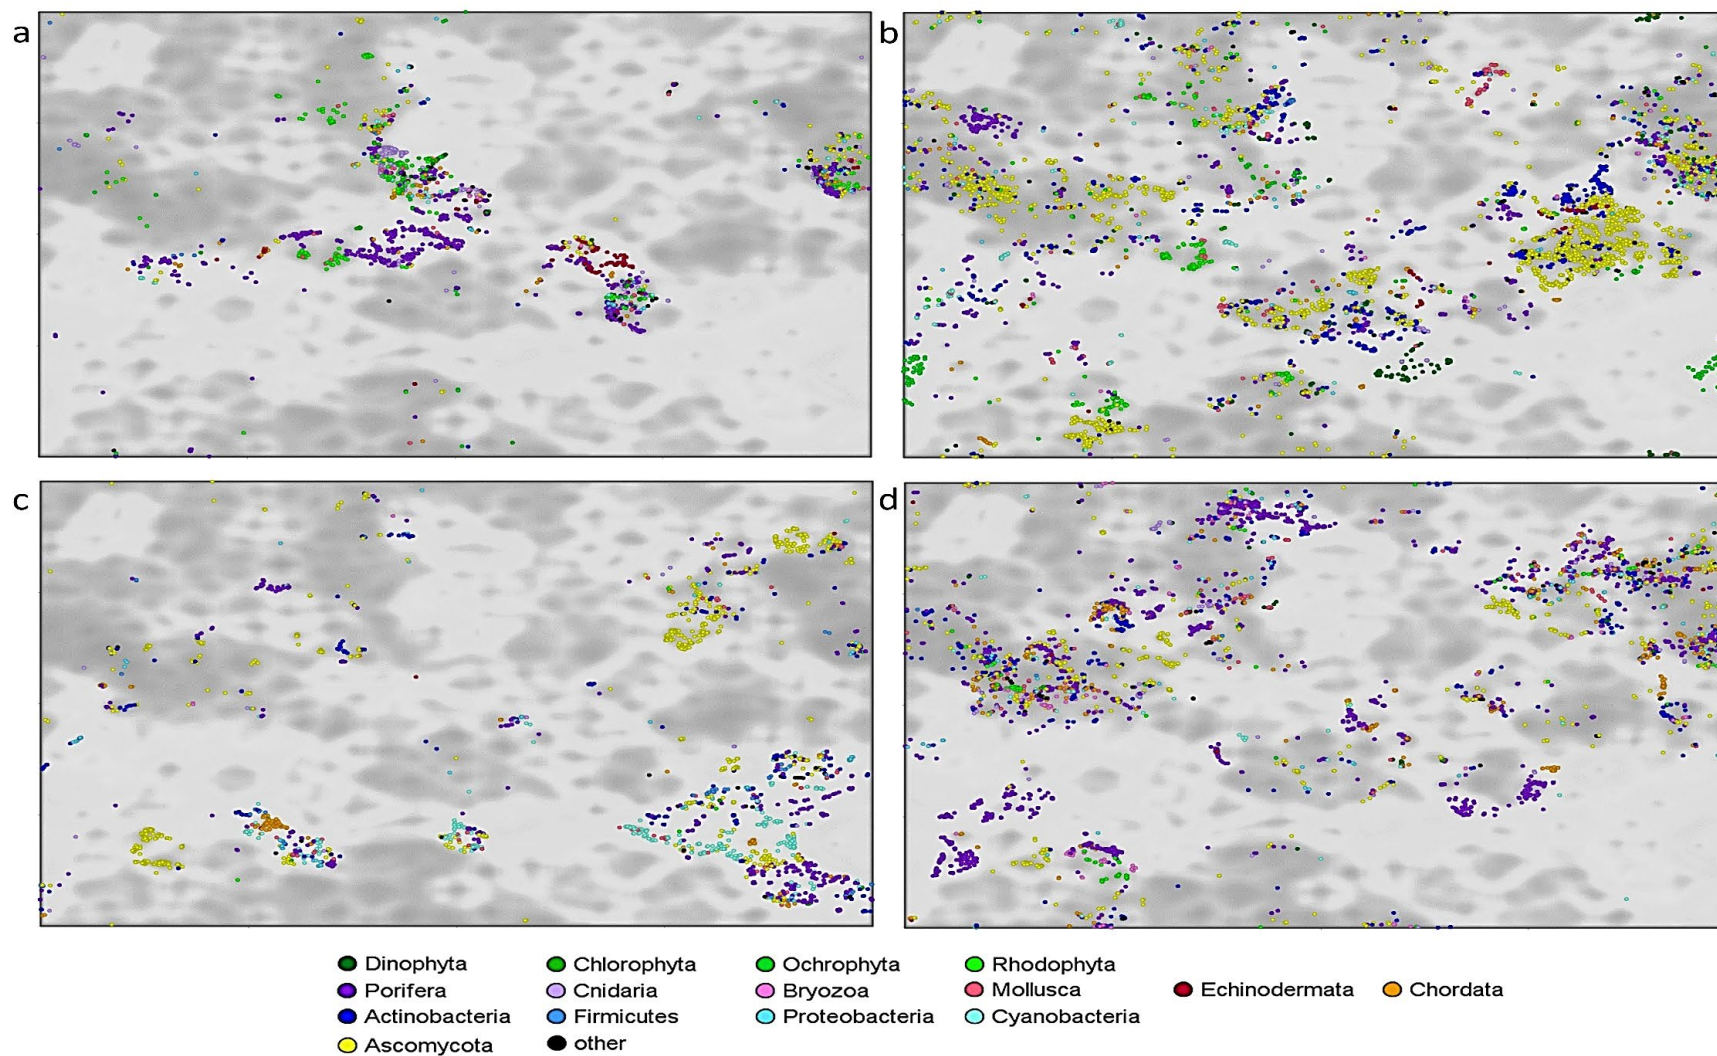 a
b
c
d
Dinophyta Chlorophyta Ochrophyta Rhodophyta
Porifera Cnidaria Bryozoa Mollusca Echinodermata Chordata
Actinobacteria Firmicutes Proteobacteria Cyanobacteria
Ascomycota other